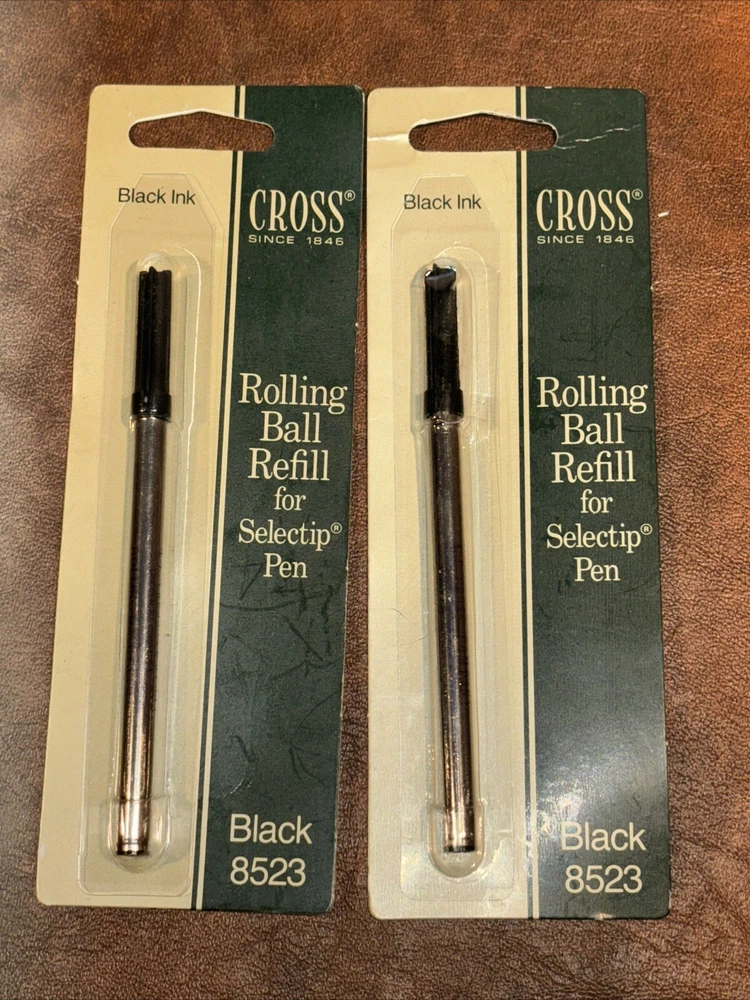 Black Ink
CROSS®
SINCE 1846
Rolling
Ball
Refill
for
Selectip®
Pen
Black
8523
Black Ink
CROSS®
SINCE 1846
Rolling
Ball
Refill
for
Selectip®
Pen
Black
8523